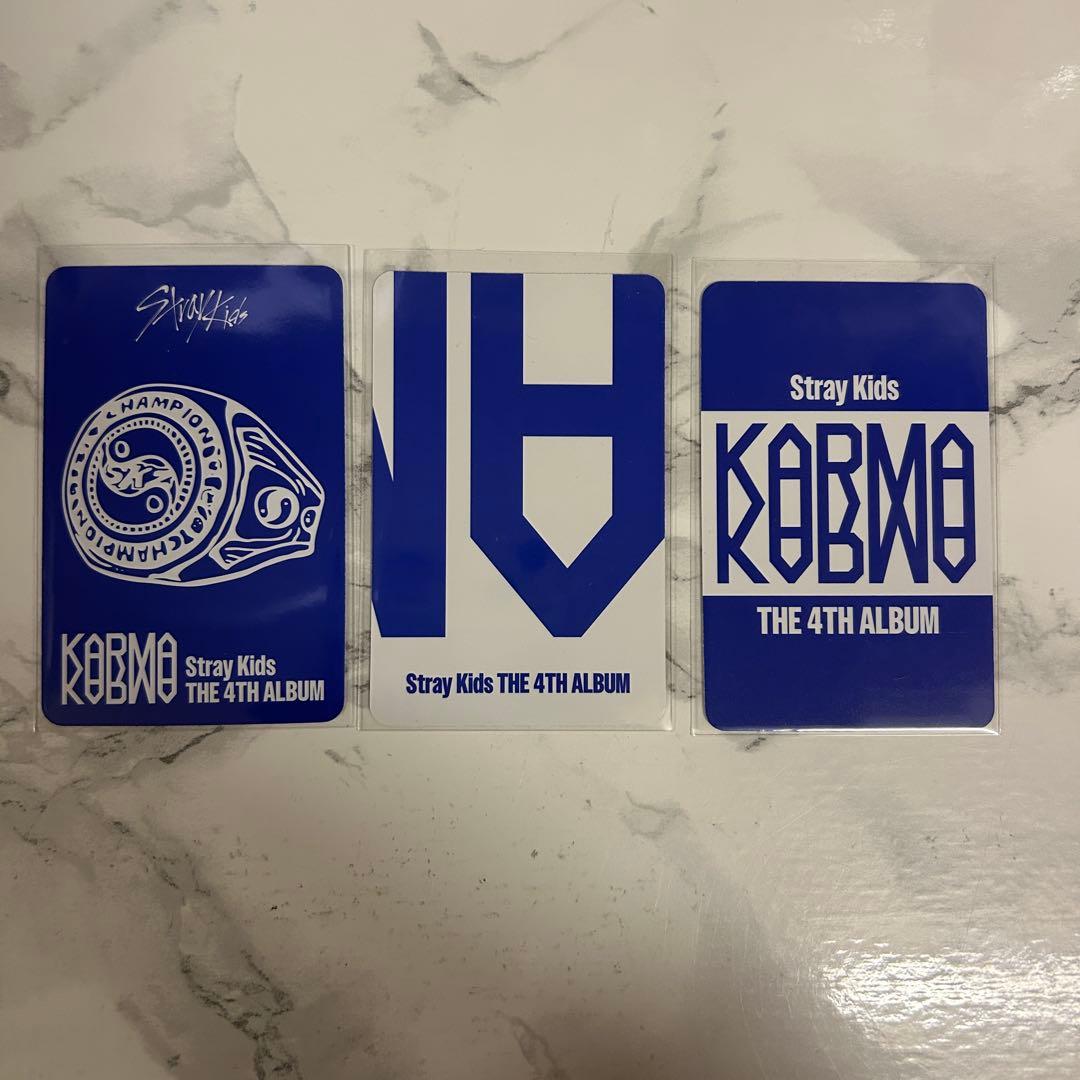 Stray Kids
CHAMPION
SKZ
CHAMPION
KARMA
Stray Kids
THE 4TH ALBUM
Stray Kids THE 4TH ALBUM
Stray Kids
KARMA
THE 4TH ALBUM